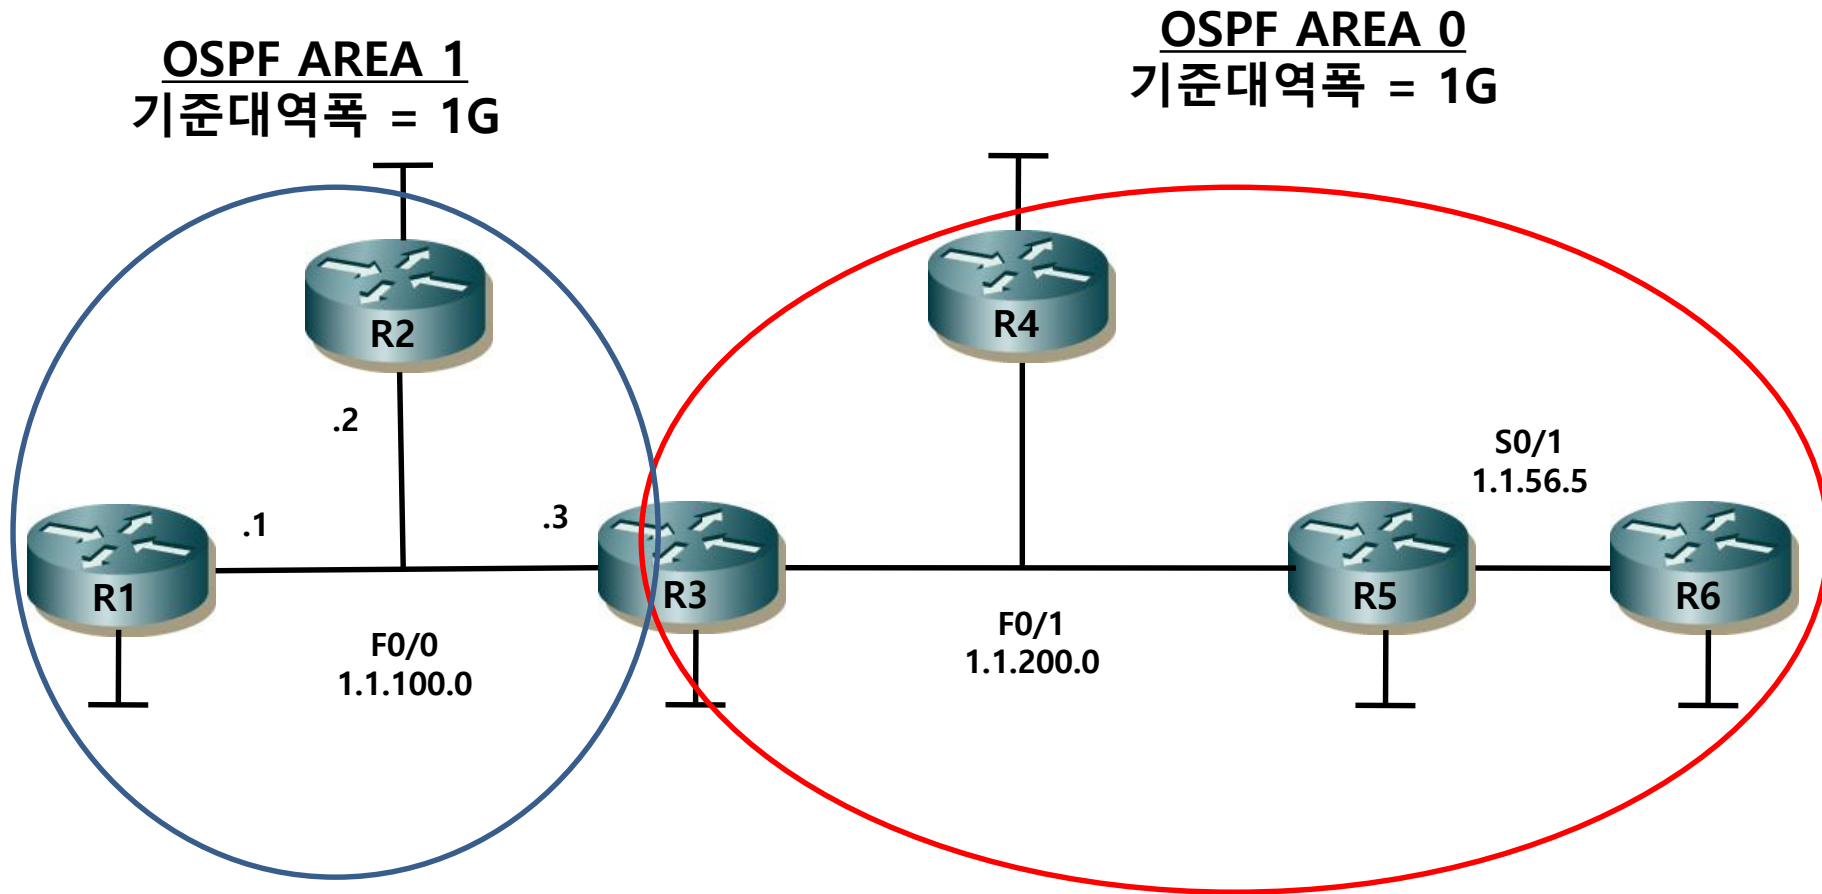 OSPF AREA 1
기준대역폭 = 1G
OSPF AREA 0
기준대역폭 = 1G
R2
R4
.2
S0/1
1.1.56.5
.1
.3
R1
R3
R5
R6
F0/0
1.1.100.0
F0/1
1.1.200.0